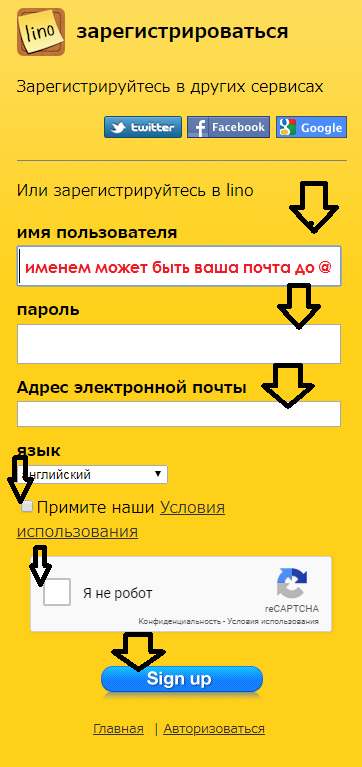 lino зарегистрироваться
Зарегистрируйтесь в других сервисах
twitter Facebook Google
Или зарегистрируйтесь в lino
имя пользователя
именем может быть ваша почта до @
пароль
Адрес электронной почты
язык
нглийский
Примите наши Условия
использования
Я не робот
reCAPTCHA
Конфиденциальность - Условия использования
Sign up
Главная | Авторизоваться